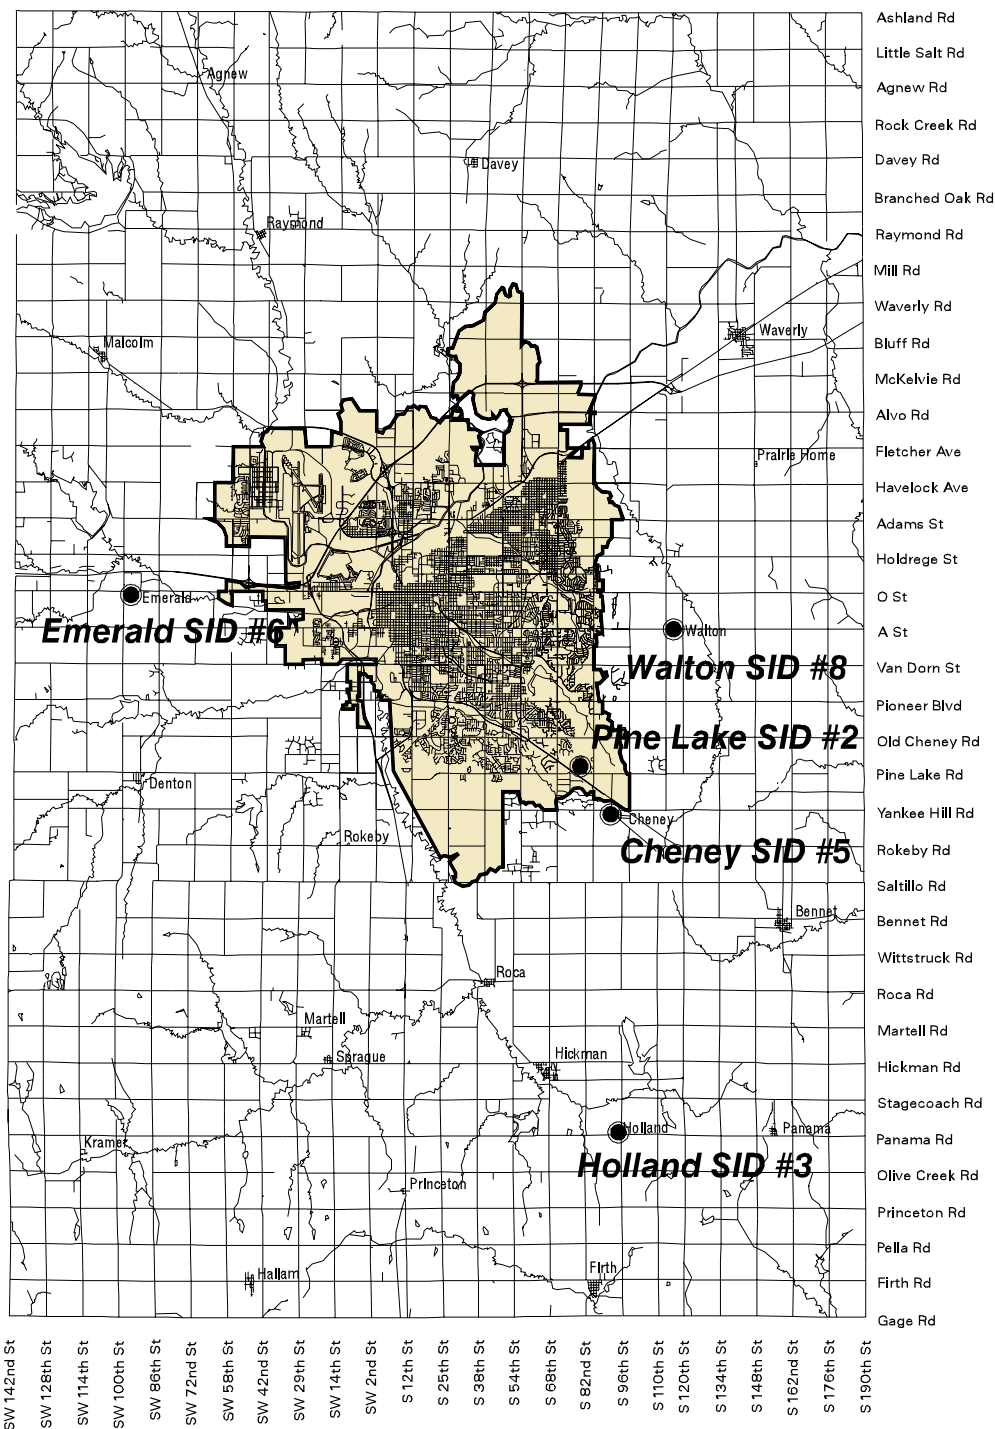 Ashland Rd
Little Salt Rd
Agnew
Agnew Rd
Rock Creek Rd
Davey
Davey Rd
Branched Oak Rd
Raymond
Raymond Rd
Mill Rd
Waverly Rd
Waverly
Malcolm
Bluff Rd
McKelvie Rd
Alvo Rd
Prairie Home
Fletcher Ave
Havelock Ave
Adams St
Holdrege St
Emerald
O St
Emerald SID #6
Walton
A St
Walton SID #8
Van Dorn St
Pioneer Blvd
Pine Lake SID #2
Old Cheney Rd
Denton
Pine Lake Rd
Cheney
Yankee Hill Rd
Rokeby
Cheney SID #5
Rokeby Rd
Saltillo Rd
Bennet
Bennet Rd
Wittstruck Rd
Roca
Roca Rd
Martell
Martell Rd
Sprague
Hickman
Hickman Rd
Stagecoach Rd
Kramer
Holland
Panama
Panama Rd
Holland SID #3
Olive Creek Rd
Princeton
Princeton Rd
Pella Rd
Hallam
Firth
Firth Rd
Gage Rd
SW 142nd St
SW 128th St
SW 114th St
SW 100th St
SW 86th St
SW 72nd St
SW 58th St
SW 42nd St
SW 29th St
SW 14th St
SW 2nd St
S 12th St
S 25th St
S 38th St
S 54th St
S 68th St
S 82nd St
S 96th St
S 110th St
S 120th St
S 134th St
S 148th St
S 162nd St
S 176th St
S 190th St